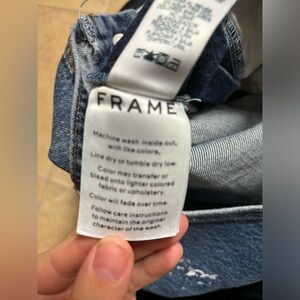 FRAME
Machine wash inside out,
with like colors,
Line dry or tumble dry low.
Color may transfer or
bleed onto lighter colored
fabric or upholstery.
Color will fade over time.
Follow care instructions
to maintain the original
character of the wash.